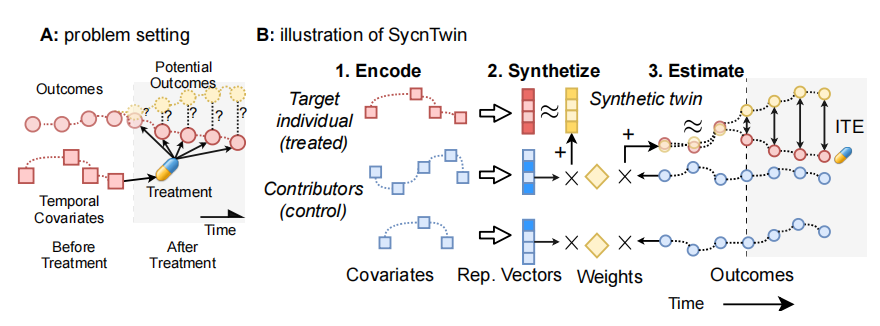 A: problem setting
Outcomes
Potential
Outcomes
?
?
?
?
?
Treatment
Temporal
Covariates
Time
Before
Treatment
After
Treatment
B: illustration of SycnTwin
1. Encode
2. Synthetize
3. Estimate
Target
individual
(treated)
≈
Synthetic twin
≈
ITE
+
+
Contributors
(control)
×
×
×
×
Covariates
Rep. Vectors
Weights
Outcomes
Time